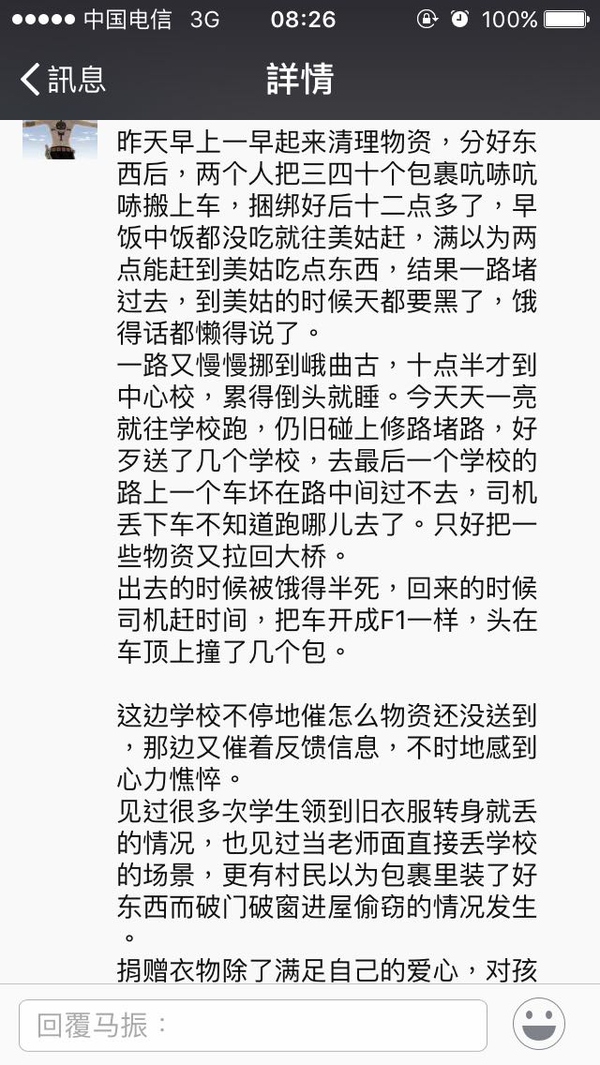 中国电信 3G 08:26 100%
訊息 詳情
昨天早上一早起来清理物资，分好东
西后，两个人把三四十个包裹吭哧吭
哧搬上车，捆绑好后十二点多了，早
饭中饭都没吃就往美姑赶，满以为两
点能赶到美姑吃点东西，结果一路堵
过去，到美姑的时候天都要黑了，饿
得话都懒得说了。
一路又慢慢挪到峨曲古，十点半才到
中心校，累得倒头就睡。今天天一亮
就往学校跑，仍旧碰上修路堵路，好
歹送了几个学校，去最后一个学校的
路上一个车坏在路中间过不去，司机
丢下车不知道跑哪儿去了。只好把一
些物资又拉回大桥。
出去的时候被饿得半死，回来的时候
司机赶时间，把车开成F1一样，头在
车顶上撞了几个包。
这边学校不停地催怎么物资还没送到
，那边又催着反馈信息，不时地感到
心力憔悴。
见过很多次学生领到旧衣服转身就丢
的情况，也见过当老师面直接丢学校
的场景，更有村民以为包裹里装了好
东西而破门破窗进屋偷窃的情况发生
。
捐赠衣物除了满足自己的爱心，对孩
回覆马振：